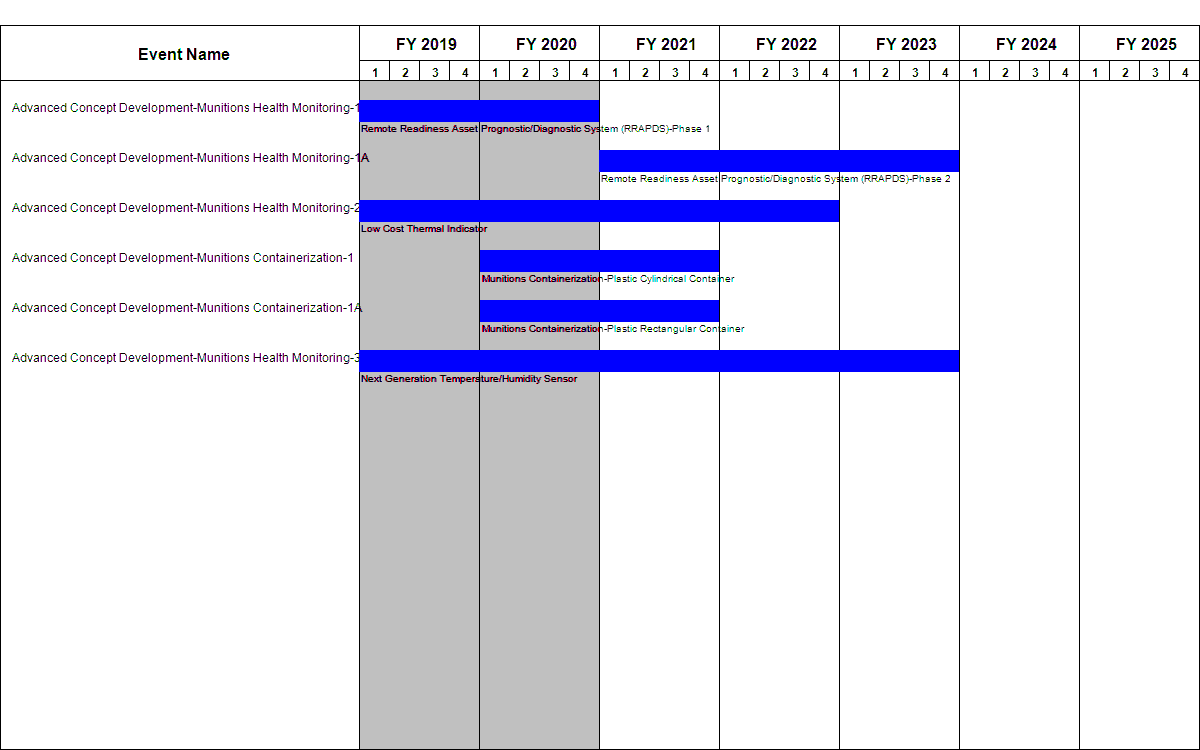 Event Name
FY 2019 FY 2020 FY 2021 FY 2022 FY 2023 FY 2024 FY 2025
1 2 3 4 1 2 3 4 1 2 3 4 1 2 3 4 1 2 3 4 1 2 3 4 1 2 3 4
Advanced Concept Development-Munitions Health Monitoring-1
Remote Readiness Asset Prognostic/Diagnostic System (RRAPDS)-Phase 1
Advanced Concept Development-Munitions Health Monitoring-1A
Remote Readiness Asset Prognostic/Diagnostic System (RRAPDS)-Phase 2
Advanced Concept Development-Munitions Health Monitoring-2
Low Cost Thermal Indicator
Advanced Concept Development-Munitions Containerization-1
Munitions Containerization-Plastic Cylindrical Container
Advanced Concept Development-Munitions Containerization-1A
Munitions Containerization-Plastic Rectangular Container
Advanced Concept Development-Munitions Health Monitoring-3
Next Generation Temperature/Humidity Sensor